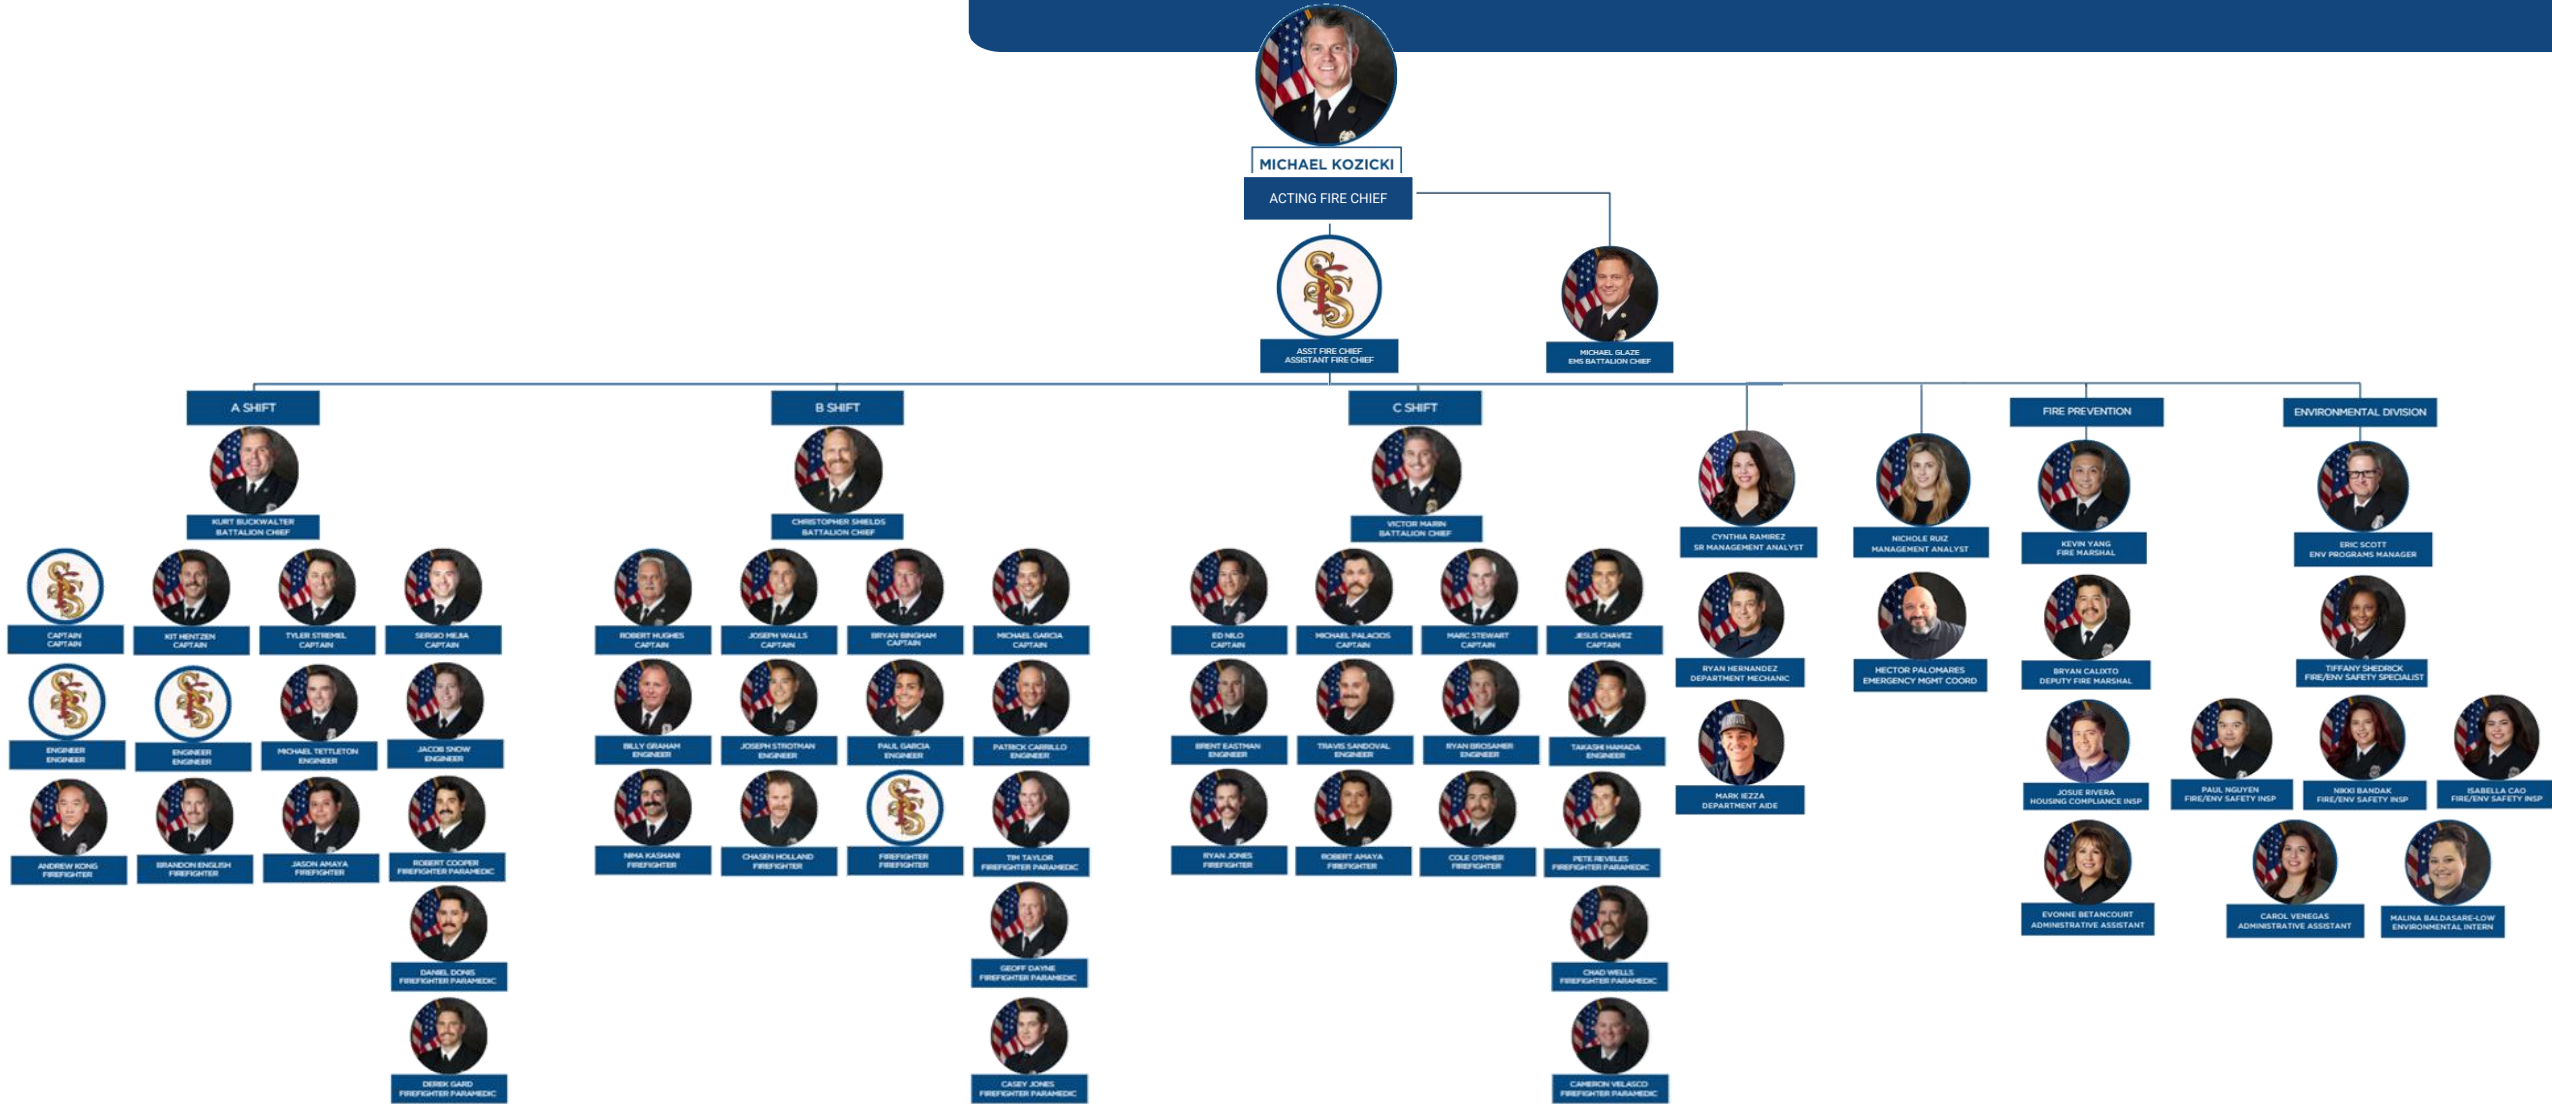 MICHAEL KOZICKI
ACTING FIRE CHIEF
ASST FIRE CHIEF
ASSISTANT FIRE CHIEF
MICHAEL GLAZE
EMS BATTALION CHIEF
A SHIFT
B SHIFT
C SHIFT
FIRE PREVENTION
ENVIRONMENTAL DIVISION
KURT BUCKWALTER
BATTALION CHIEF
CHRISTOPHER SHIELDS
BATTALION CHIEF
VICTOR MARIN
BATTALION CHIEF
CYNTHIA RAMIREZ
SR MANAGEMENT ANALYST
NICHOLE RUIZ
MANAGEMENT ANALYST
KEVIN YANG
FIRE MARSHAL
ERIC SCOTT
ENV PROGRAMS MANAGER
CAPTAIN
CAPTAIN
KIT HENTZEN
CAPTAIN
TYLER STREMEL
CAPTAIN
SERGIO MEJIA
CAPTAIN
ROBERT HUGHES
CAPTAIN
JOSEPH WALLS
CAPTAIN
BRYAN BINGHAM
CAPTAIN
MICHAEL GARCIA
CAPTAIN
ED NILO
CAPTAIN
MICHAEL PALACIOS
CAPTAIN
MARC STEWART
CAPTAIN
JESUS CHAVEZ
CAPTAIN
RYAN HERNANDEZ
DEPARTMENT MECHANIC
HECTOR PALOMARES
EMERGENCY MGMT COORD
BRYAN CALIXTO
DEPUTY FIRE MARSHAL
TIFFANY SHEDRICK
FIRE/ENV SAFETY SPECIALIST
ENGINEER
ENGINEER
ENGINEER
ENGINEER
MICHAEL TETTLETON
ENGINEER
JACOB SNOW
ENGINEER
BILLY GRAHAM
ENGINEER
JOSEPH STROTMAN
ENGINEER
PAUL GARCIA
ENGINEER
PATRICK CARRILLO
ENGINEER
BRENT EASTMAN
ENGINEER
TRAVIS SANDOVAL
ENGINEER
RYAN BROSAMER
ENGINEER
TAKASHI HAMADA
ENGINEER
MARK IEZZA
DEPARTMENT AIDE
JOSUE RIVERA
HOUSING COMPLIANCE INSP
PAUL NGUYEN
FIRE/ENV SAFETY INSP
NIKKI BANDAK
FIRE/ENV SAFETY INSP
ISABELLA CAO
FIRE/ENV SAFETY INSP
ANDREW KONG
FIREFIGHTER
BRANDON ENGLISH
FIREFIGHTER
JASON AMAYA
FIREFIGHTER
ROBERT COOPER
FIREFIGHTER PARAMEDIC
NIMA KASHANI
FIREFIGHTER
CHASEN HOLLAND
FIREFIGHTER
FIREFIGHTER
FIREFIGHTER
TIM TAYLOR
FIREFIGHTER PARAMEDIC
RYAN JONES
FIREFIGHTER
ROBERT AMAYA
FIREFIGHTER
COLE OTHMER
FIREFIGHTER
PETE REVELES
FIREFIGHTER PARAMEDIC
EVONNE BETANCOURT
ADMINISTRATIVE ASSISTANT
CAROL VENEGAS
ADMINISTRATIVE ASSISTANT
MALINA BALDASARE-LOW
ENVIRONMENTAL INTERN
DANIEL DONIS
FIREFIGHTER PARAMEDIC
GEOFF DAYNE
FIREFIGHTER PARAMEDIC
CHAD WELLS
FIREFIGHTER PARAMEDIC
DEREK GARD
FIREFIGHTER PARAMEDIC
CASEY JONES
FIREFIGHTER PARAMEDIC
CAMERON VELASCO
FIREFIGHTER PARAMEDIC